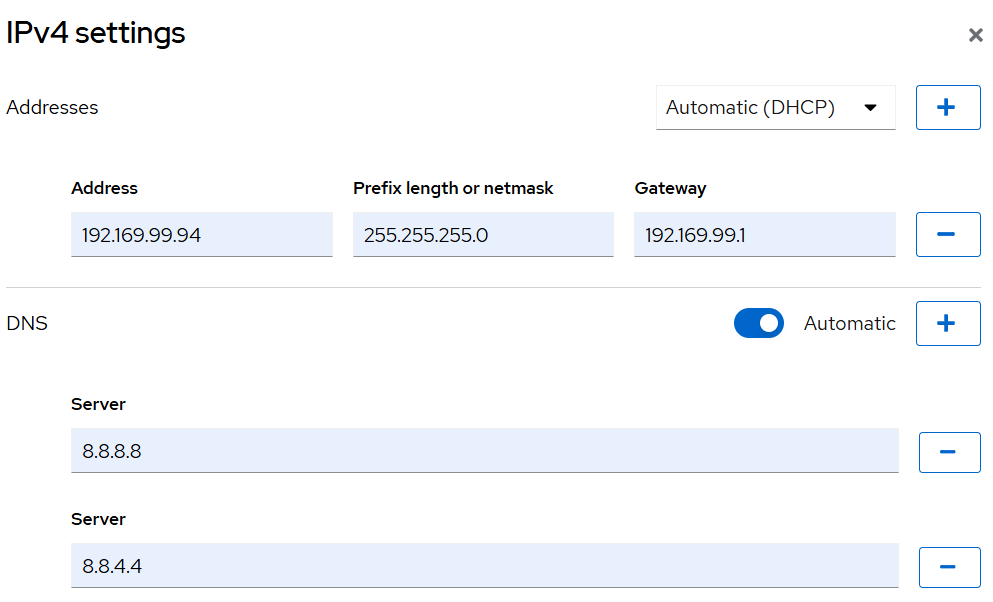 IPv4 settings
Addresses Automatic (DHCP)
Address Prefix length or netmask Gateway
192.169.99.94 255.255.255.0 192.169.99.1
DNS Automatic
Server
8.8.8.8
Server
8.8.4.4